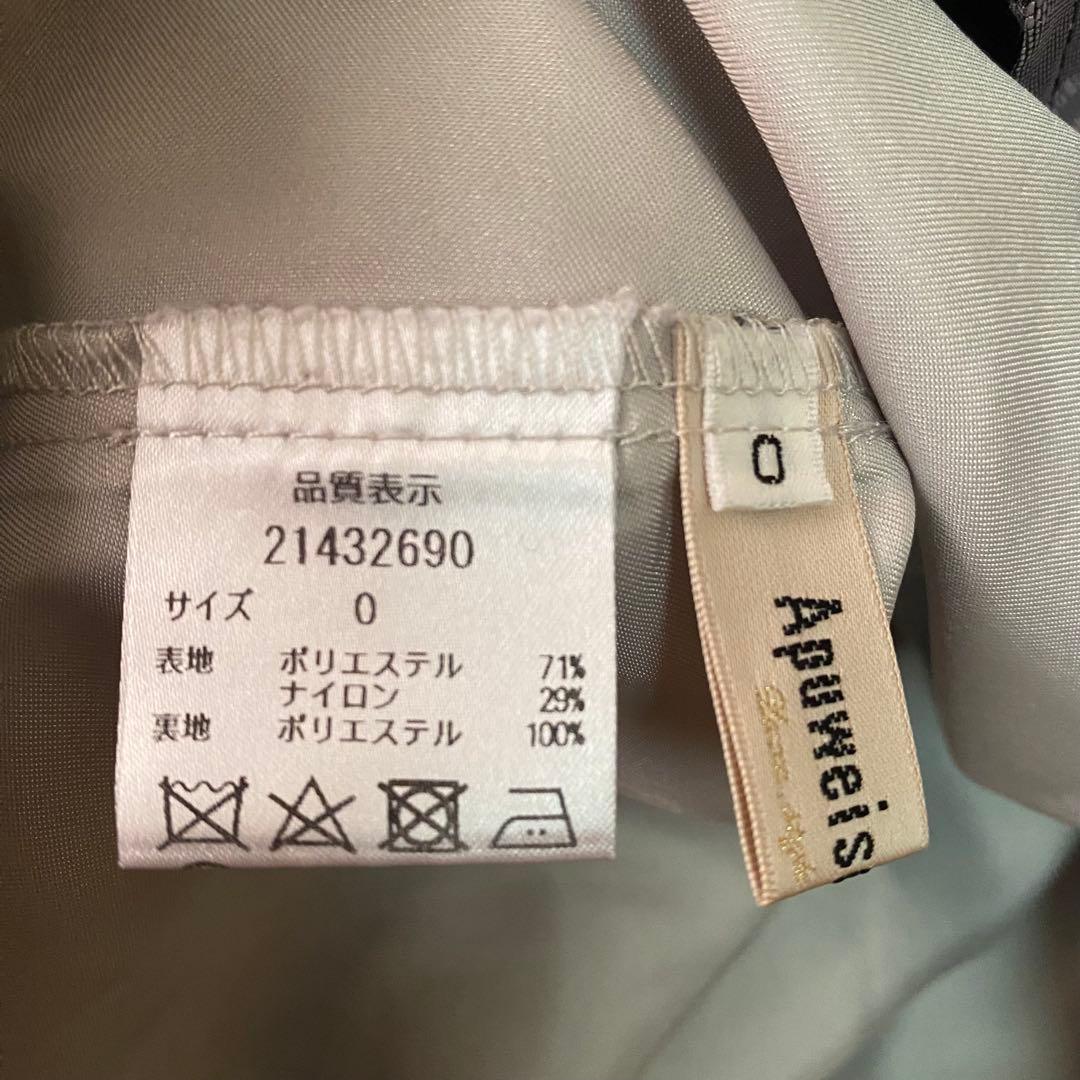 品質表示
21432690
サイズ 0
表地 ポリエステル 71%
ナイロン 29%
裏地 ポリエステル 100%
0
Apuweis